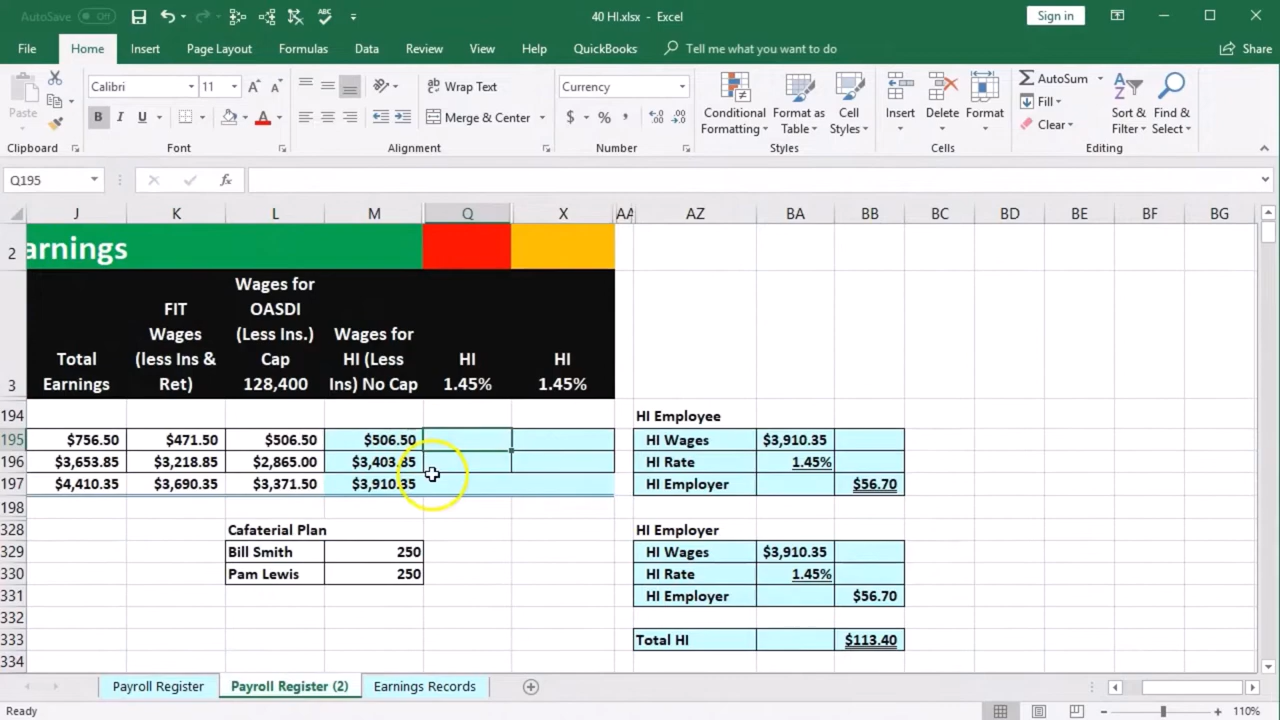 AutoSave Off 40 HI.xlsx - Excel Sign in
File Home Insert Page Layout Formulas Data Review View Help QuickBooks Tell me what you want to do Share
Calibri 11 Wrap Text Currency AutoSum
Paste Fill
B I U Merge & Center $ % Conditional Formatting Format as Table Cell Styles Insert Delete Format Clear Sort & Filter Find & Select
Clipboard Font Alignment Number Styles Cells Editing
Q195 fx
J K L M Q X AA AZ BA BB BC BD BE BF BG
2 arnings
3 Total Earnings FIT Wages (less Ins & Ret) Wages for OASDI (Less Ins.) Cap 128,400 Wages for HI (Less Ins) No Cap HI 1.45% HI 1.45%
194 HI Employee
195 $756.50 $471.50 $506.50 $506.50 HI Wages $3,910.35
196 $3,653.85 $3,218.85 $2,865.00 $3,403.85 HI Rate 1.45%
197 $4,410.35 $3,690.35 $3,371.50 $3,910.35 HI Employer $56.70
198
328 Cafaterial Plan HI Employer
329 Bill Smith 250 HI Wages $3,910.35
330 Pam Lewis 250 HI Rate 1.45%
331 HI Employer $56.70
332
333 Total HI $113.40
334
Payroll Register Payroll Register (2) Earnings Records
Ready 110%